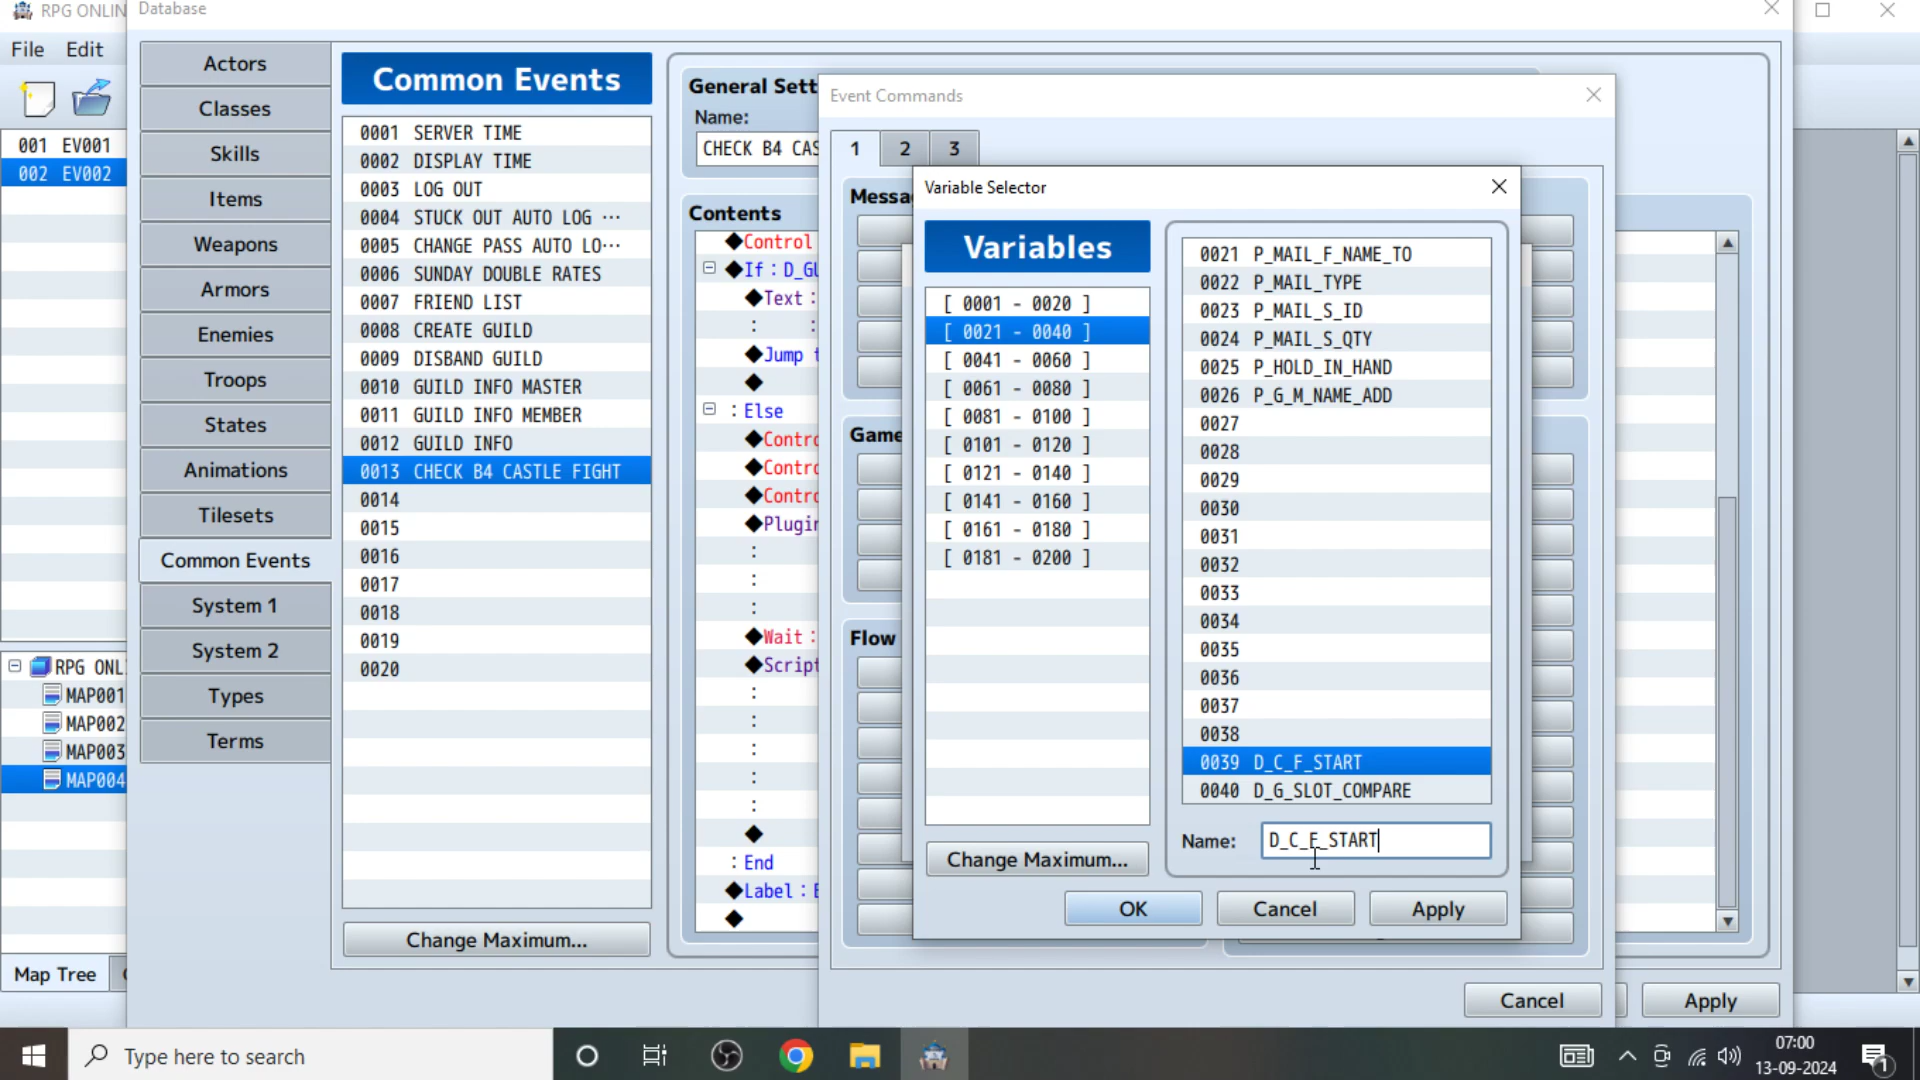 RPG ONLIN
File Edit
001 EV001
002 EV002
RPG ONL
MAP001
MAP002
MAP003
MAP004
Map Tree
Database
Actors
Classes
Skills
Items
Weapons
Armors
Enemies
Troops
States
Animations
Tilesets
Common Events
System 1
System 2
Types
Terms
Common Events
0001 SERVER TIME
0002 DISPLAY TIME
0003 LOG OUT
0004 STUCK OUT AUTO LOG ⋯
0005 CHANGE PASS AUTO LO⋯
0006 SUNDAY DOUBLE RATES
0007 FRIEND LIST
0008 CREATE GUILD
0009 DISBAND GUILD
0010 GUILD INFO MASTER
0011 GUILD INFO MEMBER
0012 GUILD INFO
0013 CHECK B4 CASTLE FIGHT
0014
0015
0016
0017
0018
0019
0020
Change Maximum...
General Sett
Name:
CHECK B4 CAS
Contents
◆Control
◆If：D_GU
◆Text：
: :
◆Jump t
◆
: Else
◆Contro
◆Contro
◆Contro
◆Plugin
:
:
:
◆Wait：
◆Script
:
:
:
:
:
◆
: End
◆Label：E
◆
Event Commands
1 2 3
Messa
Game
Flow
Variable Selector
Variables
[ 0001 - 0020 ]
[ 0021 - 0040 ]
[ 0041 - 0060 ]
[ 0061 - 0080 ]
[ 0081 - 0100 ]
[ 0101 - 0120 ]
[ 0121 - 0140 ]
[ 0141 - 0160 ]
[ 0161 - 0180 ]
[ 0181 - 0200 ]
Change Maximum...
0021 P_MAIL_F_NAME_TO
0022 P_MAIL_TYPE
0023 P_MAIL_S_ID
0024 P_MAIL_S_QTY
0025 P_HOLD_IN_HAND
0026 P_G_M_NAME_ADD
0027
0028
0029
0030
0031
0032
0033
0034
0035
0036
0037
0038
0039 D_C_F_START
0040 D_G_SLOT_COMPARE
Name: D_C_F_START
OK Cancel Apply
Cancel Apply
Type here to search
07:00
13-09-2024
1